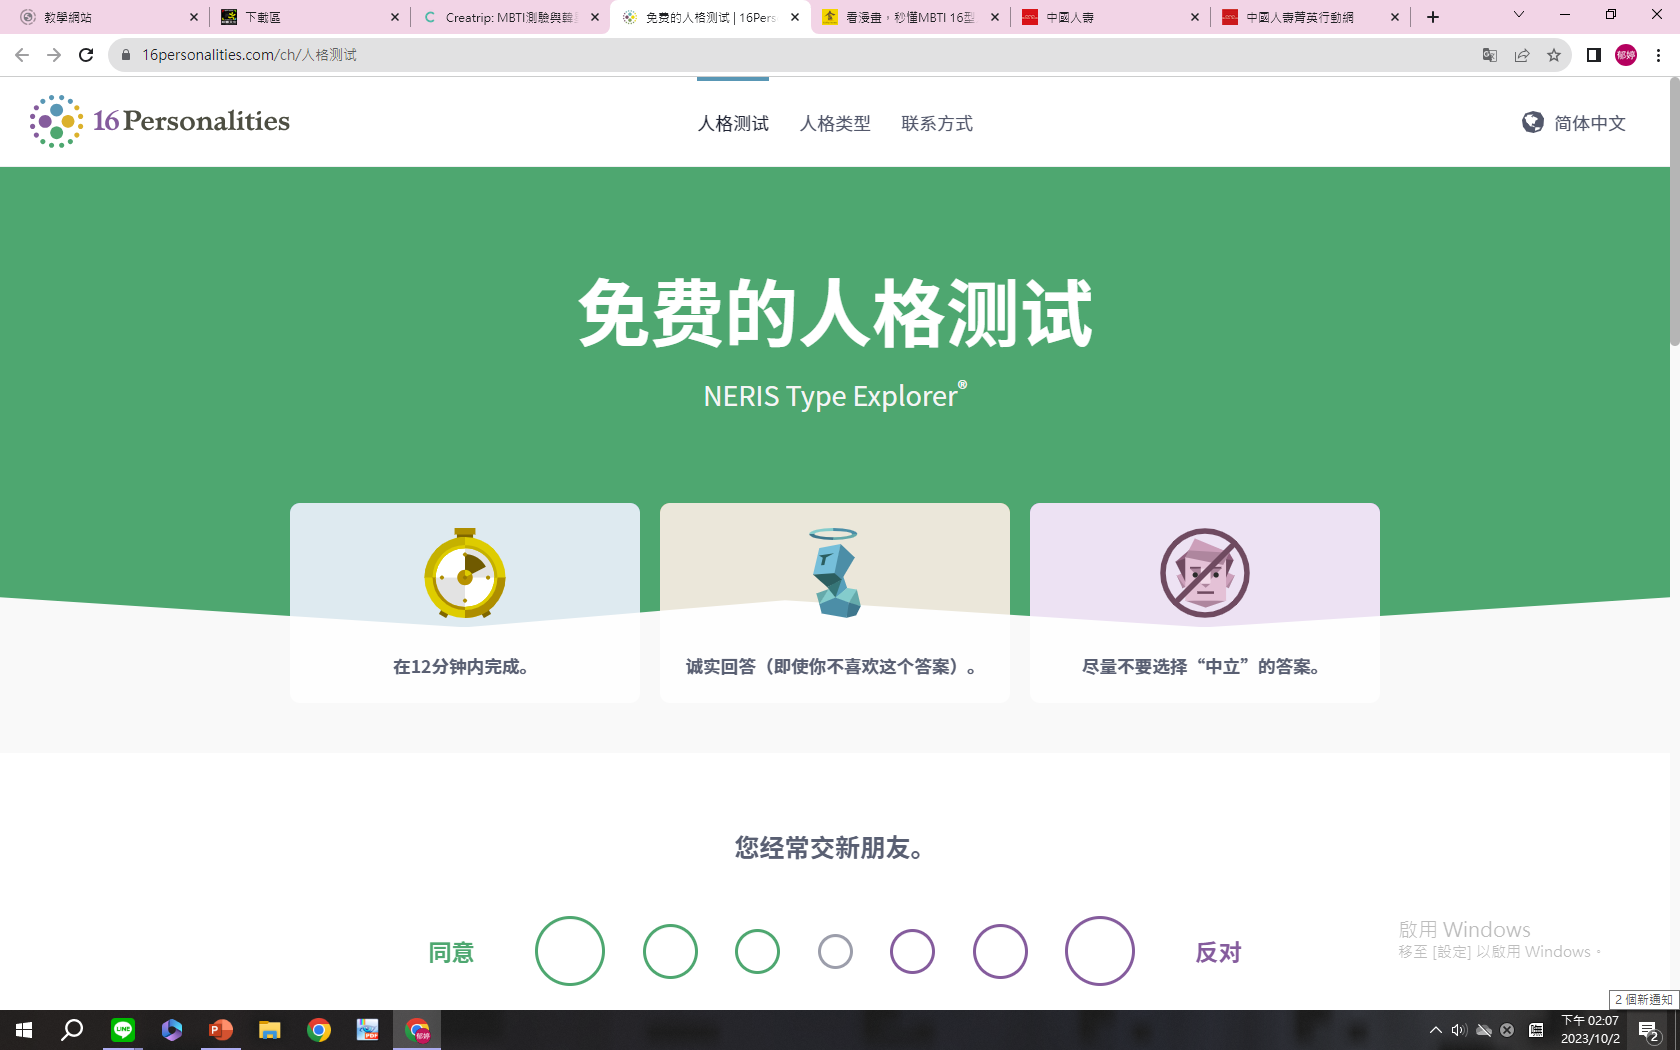 教學網站
下載區
Creatrip: MBTI測驗與韓
免费的人格测试 | 16Pers
看漫畫，秒懂MBTI 16型
中國人壽
中國人壽菁英行動網
16personalities.com/ch/人格测试
郁婷
16Personalities
人格测试
人格类型
联系方式
简体中文
免费的人格测试
NERIS Type Explorer®
在12分钟内完成。
诚实回答（即使你不喜欢这个答案）。
尽量不要选择“中立”的答案。
您经常交新朋友。
同意
反对
啟用 Windows
移至 [設定] 以啟用 Windows。
2 個新通知
LINE
P
PDF
郁婷
下午 02:07
2023/10/2
2